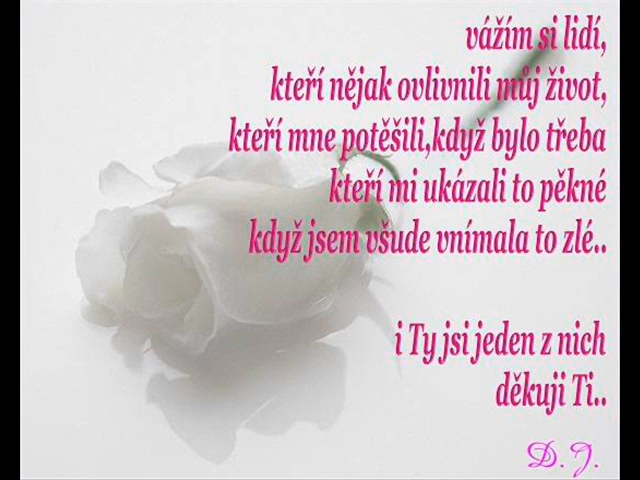 vážím si lidí,
kteří nějak ovlivnili můj život,
kteří mne potěšili,když bylo třeba
kteří mi ukázali to pěkné
když jsem všude vnímala to zlé..
i Ty jsi jeden z nich
děkuji Ti..
D. J.